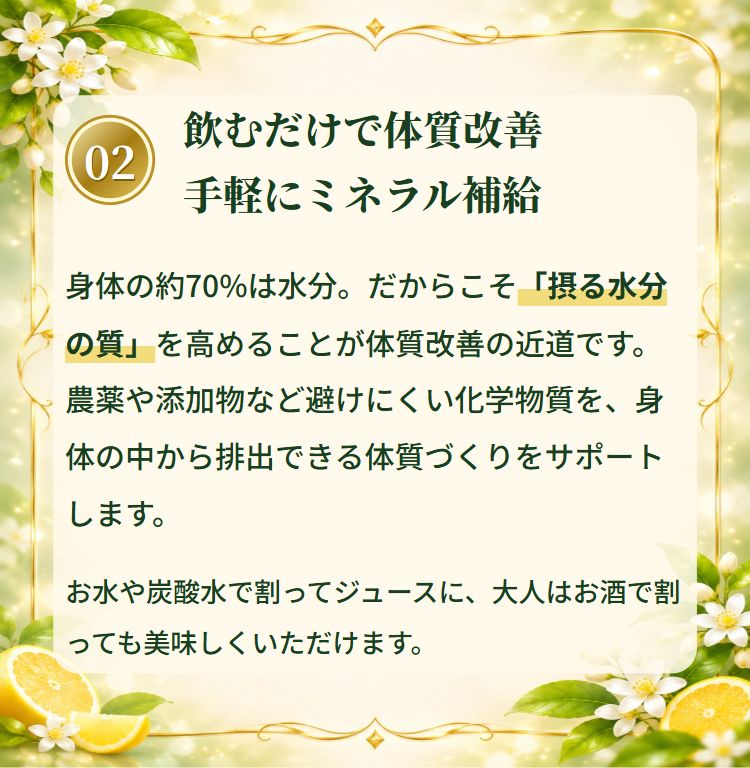 02
飲むだけで体質改善
手軽にミネラル補給
身体の約70%は水分。だからこそ「摂る水分
の質」を高めることが体質改善の近道です。
農薬や添加物など避けにくい化学物質を、身
体の中から排出できる体質づくりをサポート
します。
お水や炭酸水で割ってジュースに、大人はお酒で割
っても美味しくいただけます。